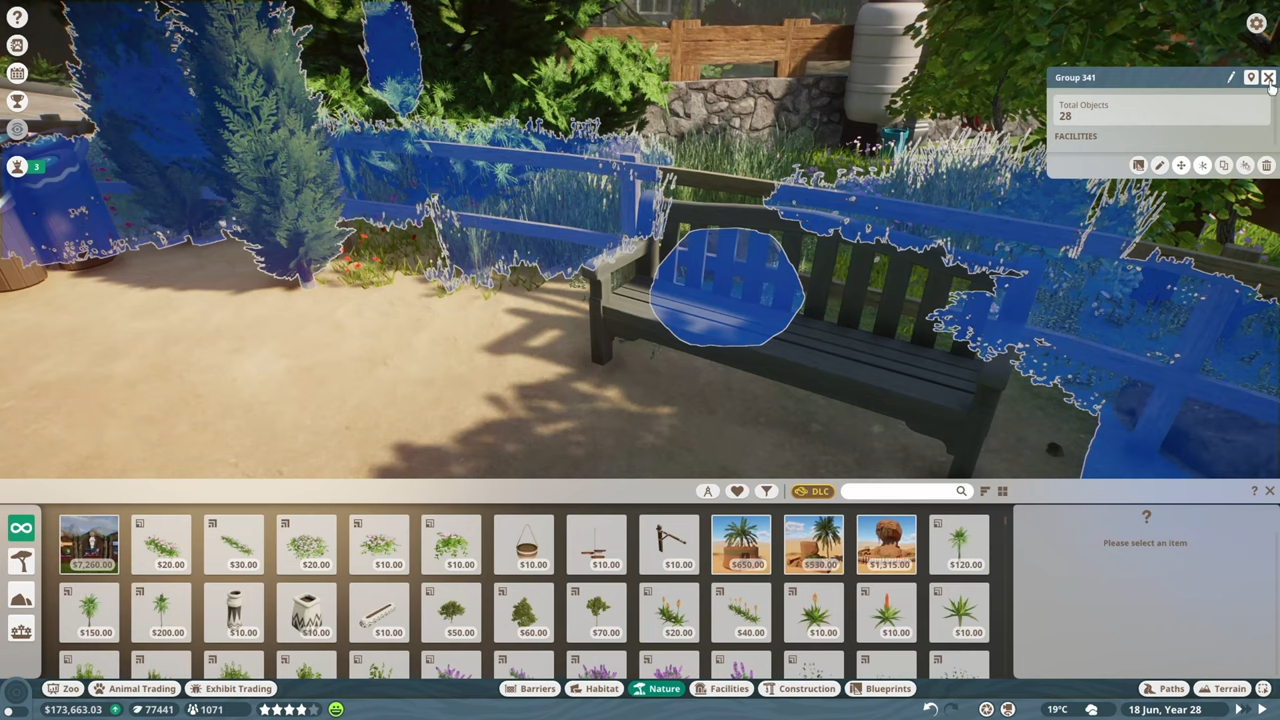 Group 341
Total Objects
28
FACILITIES
3
DLC
Please select an item
$7,260.00 $20.00 $30.00 $20.00 $10.00 $10.00 $10.00 $10.00 $10.00 $650.00 $530.00 $1,315.00 $120.00
$150.00 $200.00 $10.00 $10.00 $10.00 $50.00 $60.00 $70.00 $20.00 $40.00 $10.00 $10.00 $10.00
Zoo Animal Trading Exhibit Trading Barriers Habitat Nature Facilities Construction Blueprints Paths Terrain
$173,663.03 77441 1071 19°C 18 Jun, Year 28